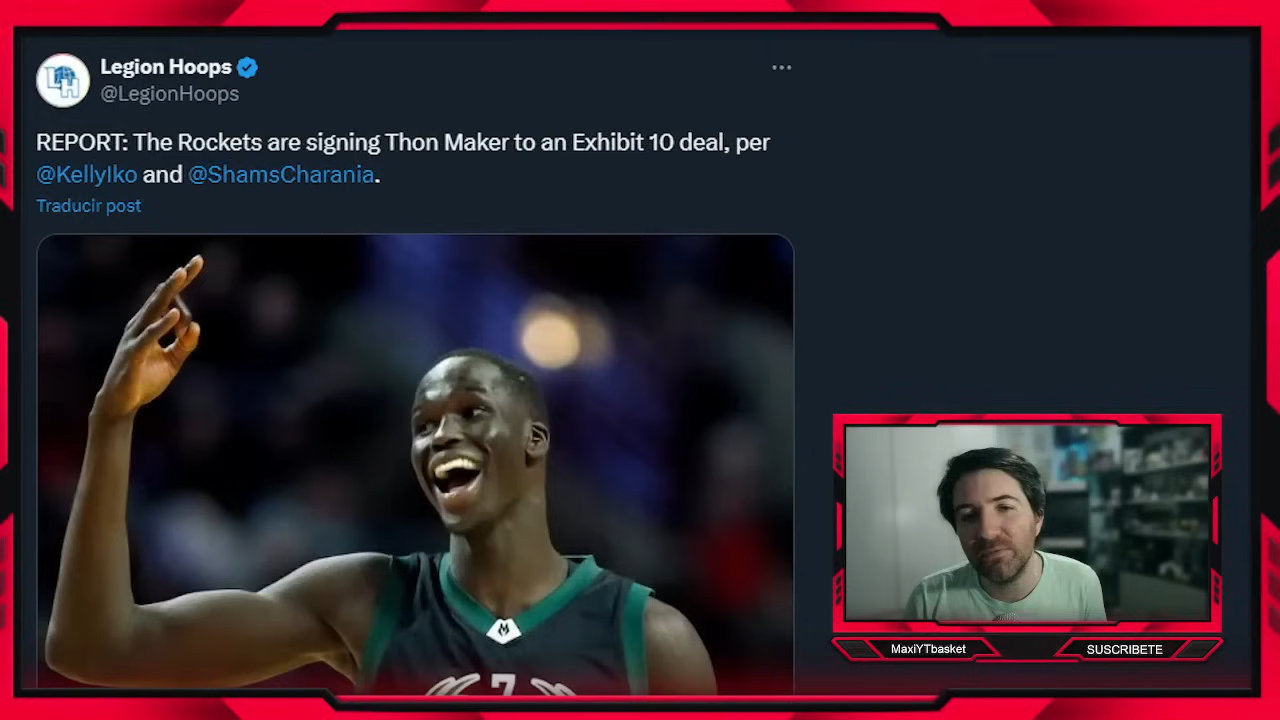 Legion Hoops
@LegionHoops
REPORT: The Rockets are signing Thon Maker to an Exhibit 10 deal, per
@KellyIko and @ShamsCharania.
Traducir post
7
MaxiYTbasket
SUSCRIBETE